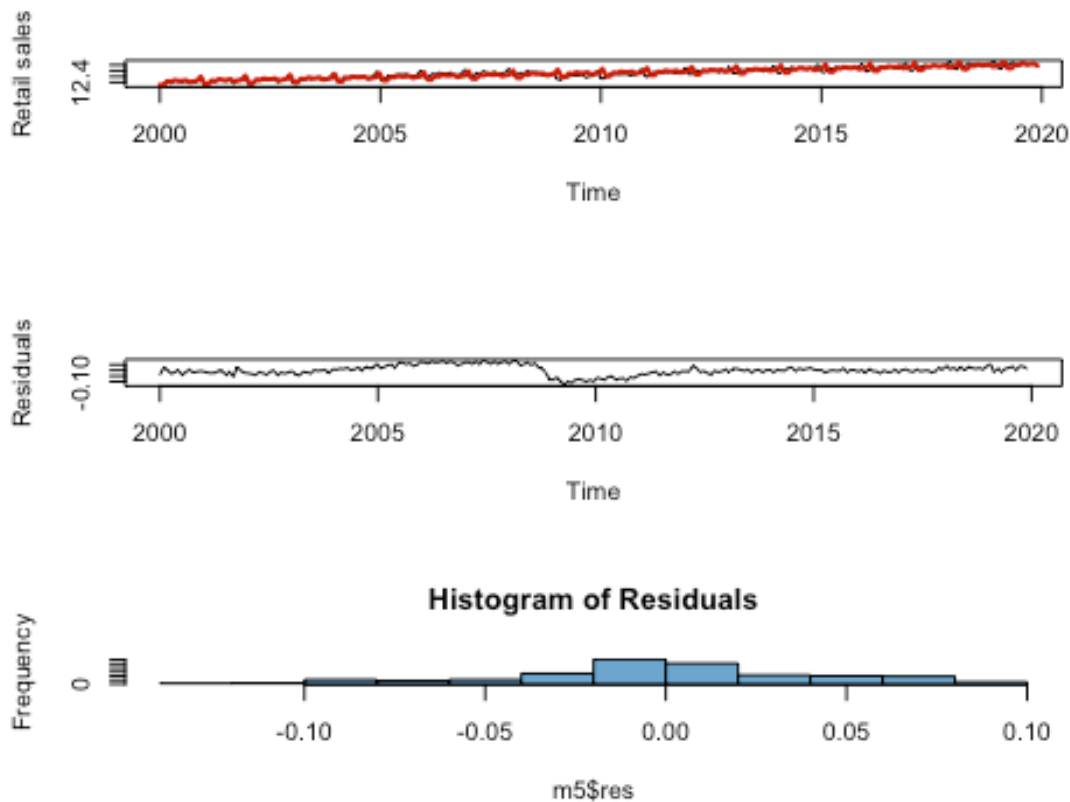 Retail sales
12.4
2000 2005 2010 2015 2020
Time
Residuals
-0.10
2000 2005 2010 2015 2020
Time
Histogram of Residuals
Frequency
0
-0.10 -0.05 0.00 0.05 0.10
m5$res